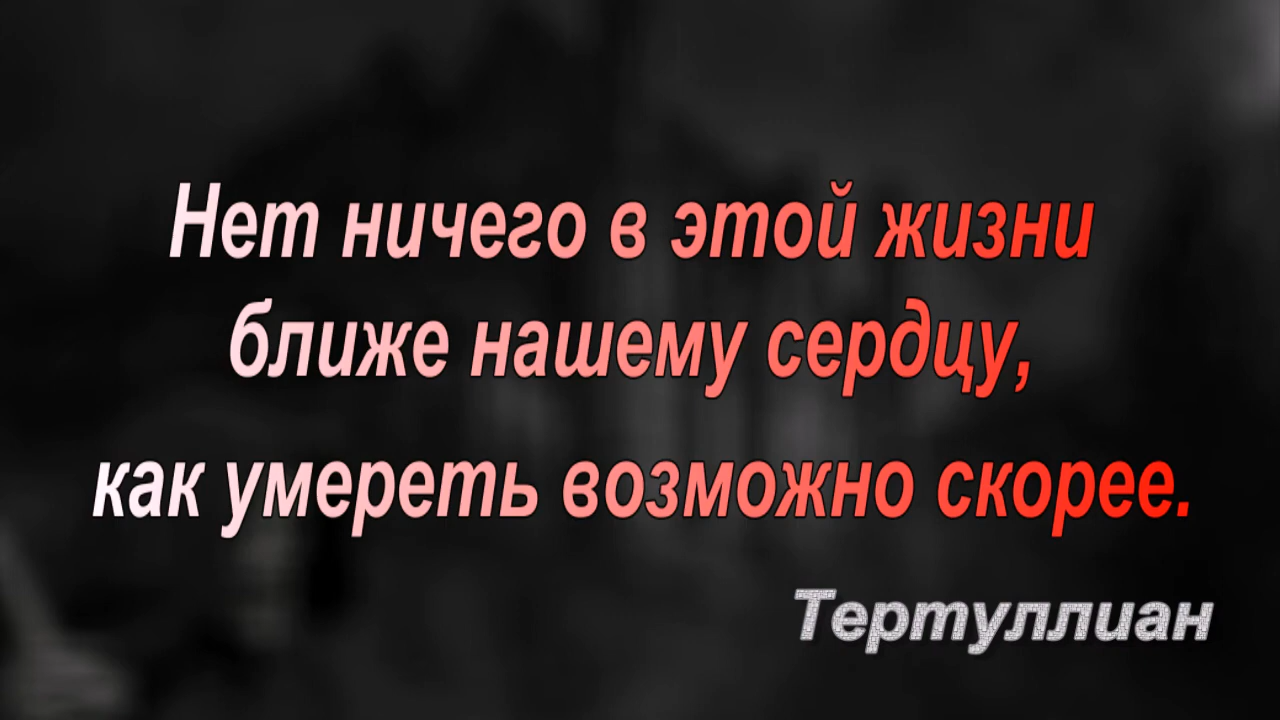 Нет ничего в этой жизни
ближе нашему сердцу,
как умереть возможно скорее.
Тертуллиан